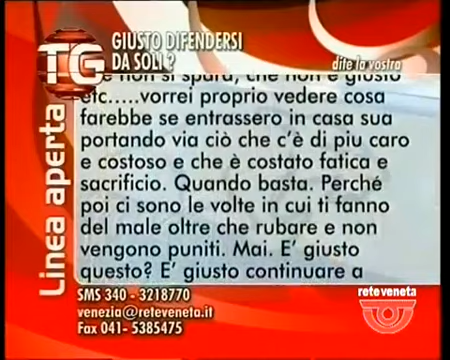 TG
GIUSTO DIFENDERSI
DA SOLI ?
dite la vostra
Linea aperta
e non si spara, che non è giusto
etc.....vorrei proprio vedere cosa
farebbe se entrassero in casa sua
portando via ciò che c'è di piu caro
e costoso e che è costato fatica e
sacrificio. Quando basta. Perché
poi ci sono le volte in cui ti fanno
del male oltre che rubare e non
vengono puniti. Mai. E' giusto
questo? E' giusto continuare a
SMS 340 - 3218770
venezia@reteveneta.it
Fax 041- 5385475
reteveneta